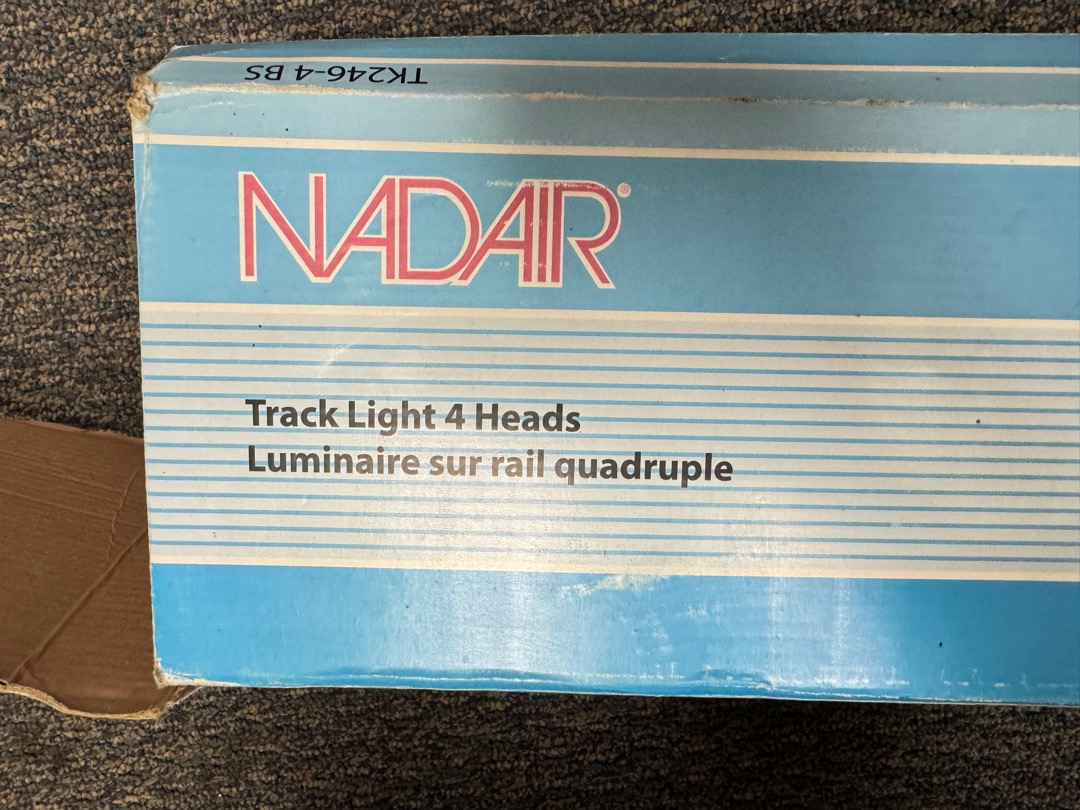 TK246-4 BS
NADAIR®
Track Light 4 Heads
Luminaire sur rail quadruple